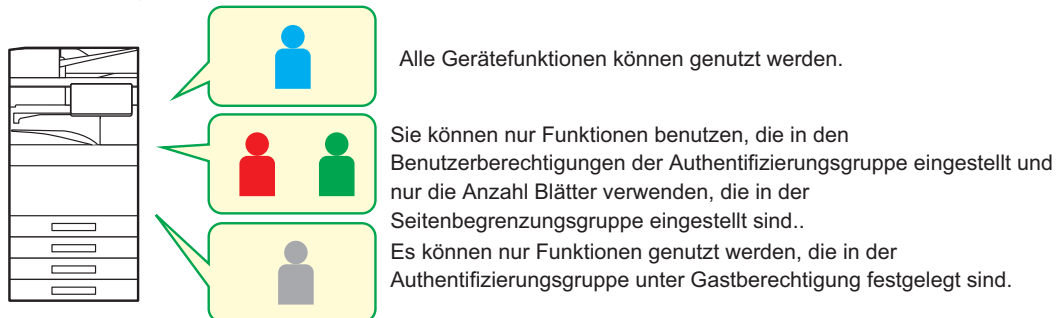 Alle Gerätefunktionen können genutzt werden.
Sie können nur Funktionen benutzen, die in den
Benutzerberechtigungen der Authentifizierungsgruppe eingestellt und
nur die Anzahl Blätter verwenden, die in der
Seitenbegrenzungsgruppe eingestellt sind..
Es können nur Funktionen genutzt werden, die in der
Authentifizierungsgruppe unter Gastberechtigung festgelegt sind.